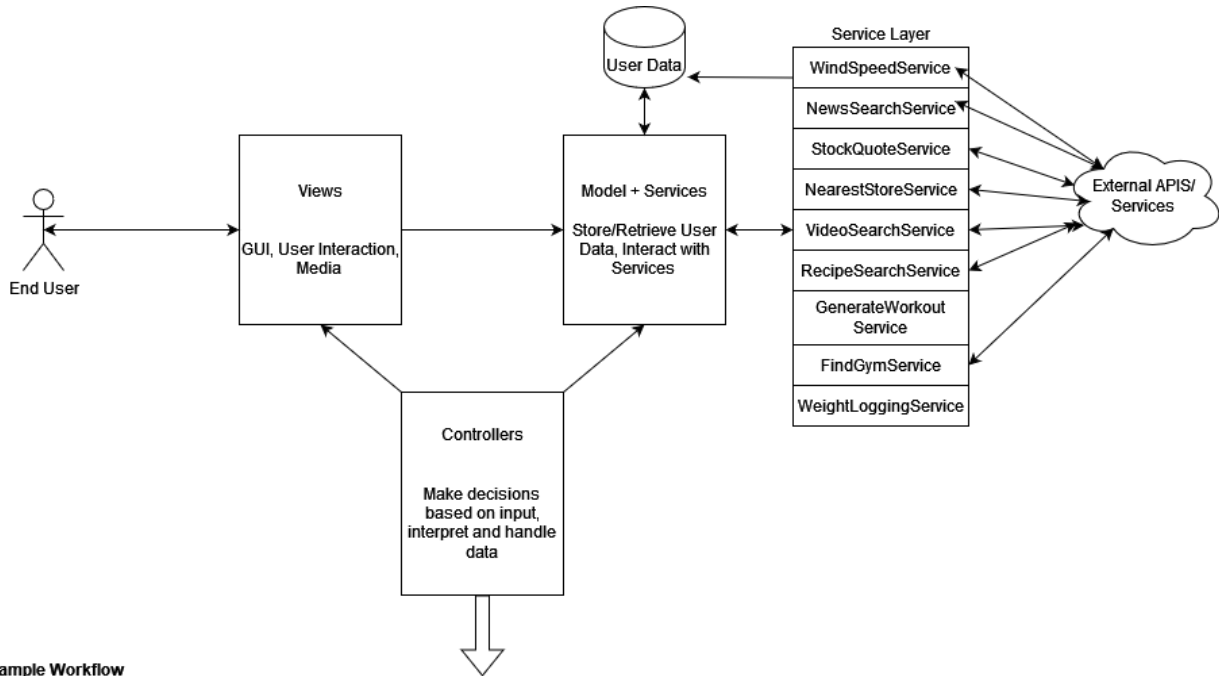 Service Layer
User Data
WindSpeedService
NewsSearchService
StockQuoteService
NearestStoreService
VideoSearchService
RecipeSearchService
GenerateWorkout
Service
FindGymService
WeightLoggingService
External APIS/
Services
Views
GUI, User Interaction,
Media
Model + Services
Store/Retrieve User
Data, Interact with
Services
End User
Controllers
Make decisions
based on input,
interpret and handle
data
ample Workflow